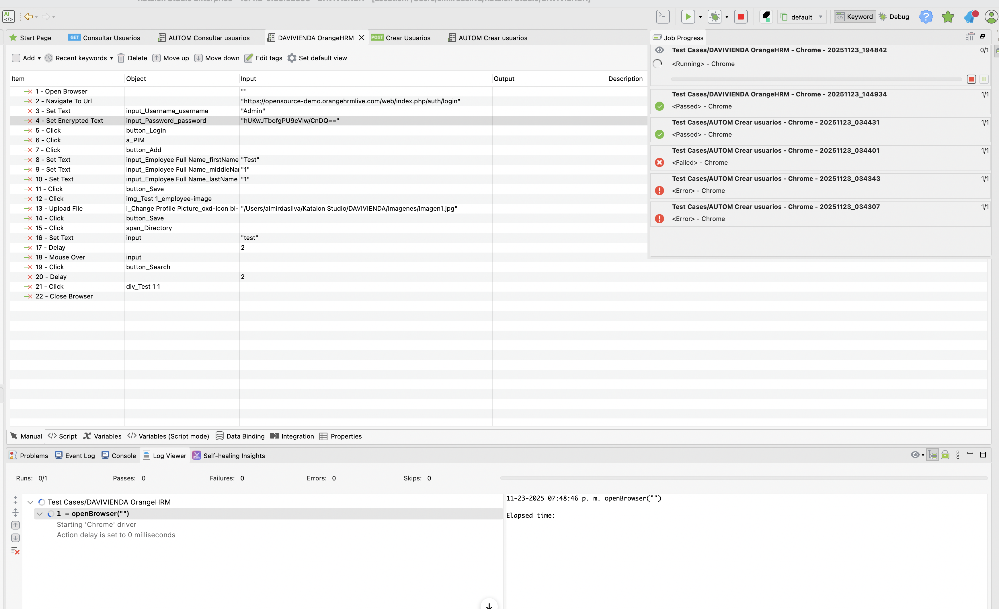 AI
Keyword
Debug
default
Start Page
GET Consultar Usuarios
AUTOM Consultar usuarios
DAVIVIENDA OrangeHRM
POST Crear Usuarios
AUTOM Crear usuarios
Add
Recent keywords
Delete
Move up
Move down
Edit tags
Set default view
Item Object Input Output Description
1 - Open Browser ""
2 - Navigate To Url "https://opensource-demo.orangehrmlive.com/web/index.php/auth/login"
3 - Set Text input_Username_username "Admin"
4 - Set Encrypted Text input_Password_password "hUKwJTbofgPU9eVlw/CnDQ=="
5 - Click button_Login
6 - Click a_PIM
7 - Click button_Add
8 - Set Text input_Employee Full Name_firstName "Test"
9 - Set Text input_Employee Full Name_middleNa "1"
10 - Set Text input_Employee Full Name_lastName "1"
11 - Click button_Save
12 - Click img_Test 1_employee-image
13 - Upload File i_Change Profile Picture_oxd-icon bi- "/Users/almirdasilva/Katalon Studio/DAVIVIENDA/Imagenes/imagen1.jpg"
14 - Click button_Save
15 - Click span_Directory
16 - Set Text input "test"
17 - Delay 2
18 - Mouse Over input
19 - Click button_Search
20 - Delay 2
21 - Click div_Test 1 1
22 - Close Browser
Job Progress
Test Cases/DAVIVIENDA OrangeHRM - Chrome - 20251123_194842 0/1
<Running> - Chrome
Test Cases/DAVIVIENDA OrangeHRM - Chrome - 20251123_144934 1/1
<Passed> - Chrome
Test Cases/AUTOM Crear usuarios - Chrome - 20251123_034431 1/1
<Passed> - Chrome
Test Cases/AUTOM Crear usuarios - Chrome - 20251123_034401 1/1
<Failed> - Chrome
Test Cases/AUTOM Crear usuarios - Chrome - 20251123_034343 1/1
<Error> - Chrome
Test Cases/AUTOM Crear usuarios - Chrome - 20251123_034307 1/1
<Error> - Chrome
Manual
Script
Variables
Variables (Script mode)
Data Binding
Integration
Properties
Problems
Event Log
Console
Log Viewer
Self-healing Insights
Runs: 0/1 Passes: 0 Failures: 0 Errors: 0 Skips: 0
Test Cases/DAVIVIENDA OrangeHRM
1 – openBrowser("")
Starting 'Chrome' driver
Action delay is set to 0 milliseconds
11-23-2025 07:48:46 p. m. openBrowser("")
Elapsed time: